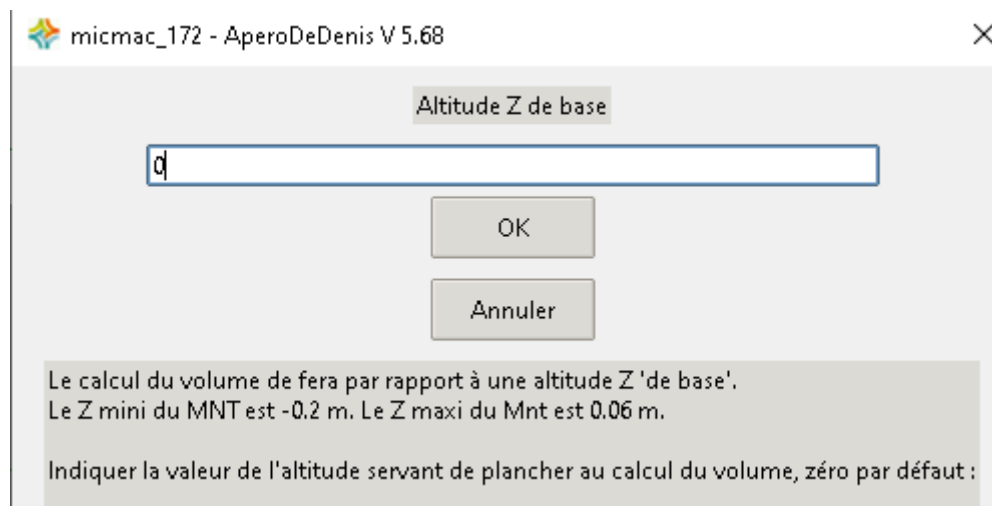 micmac_172 - AperoDeDenis V 5.68
Altitude Z de base
0
OK
Annuler
Le calcul du volume de fera par rapport à une altitude Z 'de base'.
Le Z mini du MNT est -0.2 m. Le Z maxi du Mnt est 0.06 m.
Indiquer la valeur de l'altitude servant de plancher au calcul du volume, zéro par défaut :